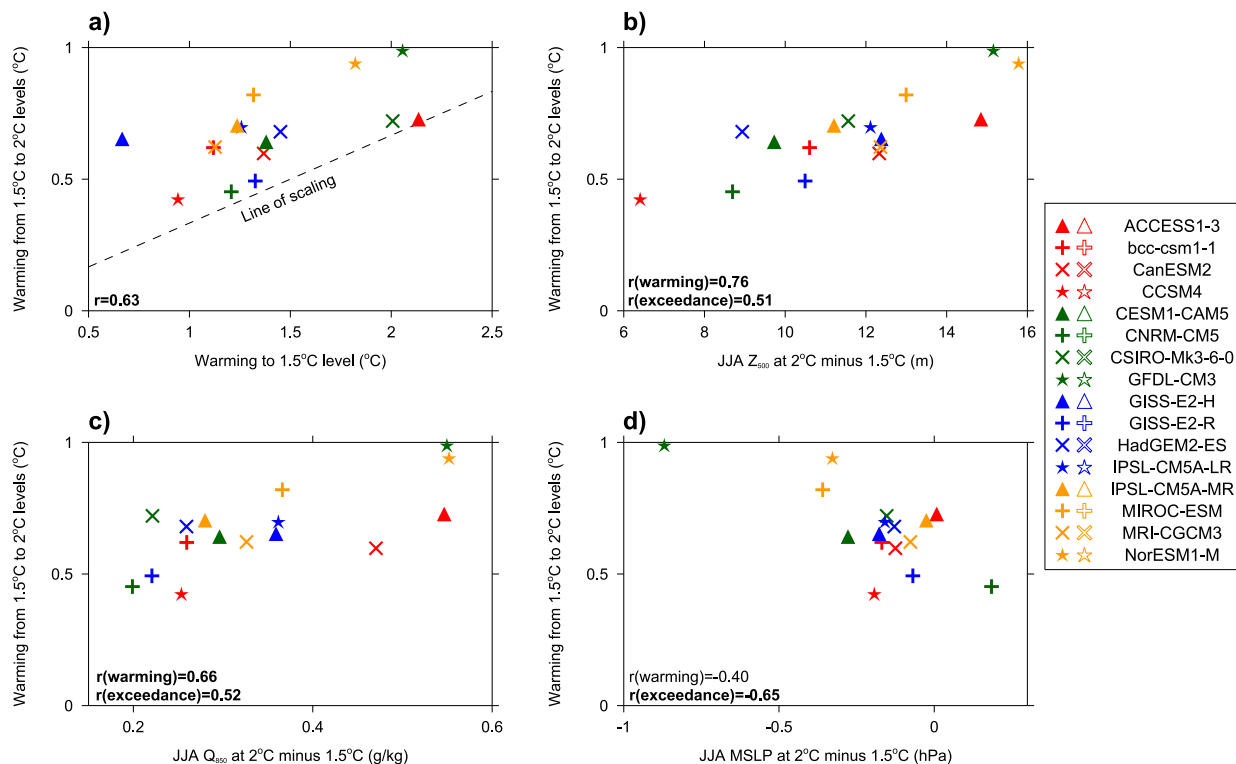 a)
Warming from 1.5°C to 2°C levels (°C)
1
0.5
0
Line of scaling
r=0.63
0.5
1
1.5
2
2.5
Warming to 1.5°C level (°C)
b)
Warming from 1.5°C to 2°C levels (°C)
1
0.5
0
r(warming)=0.76
r(exceedance)=0.51
6
8
10
12
14
16
JJA Z500 at 2°C minus 1.5°C (m)
c)
Warming from 1.5°C to 2°C levels (°C)
1
0.5
0
r(warming)=0.66
r(exceedance)=0.52
0.2
0.4
0.6
JJA Q850 at 2°C minus 1.5°C (g/kg)
d)
Warming from 1.5°C to 2°C levels (°C)
1
0.5
0
r(warming)=-0.40
r(exceedance)=-0.65
-1
-0.5
0
JJA MSLP at 2°C minus 1.5°C (hPa)
ACCESS1-3
bcc-csm1-1
CanESM2
CCSM4
CESM1-CAM5
CNRM-CM5
CSIRO-Mk3-6-0
GFDL-CM3
GISS-E2-H
GISS-E2-R
HadGEM2-ES
IPSL-CM5A-LR
IPSL-CM5A-MR
MIROC-ESM
MRI-CGCM3
NorESM1-M